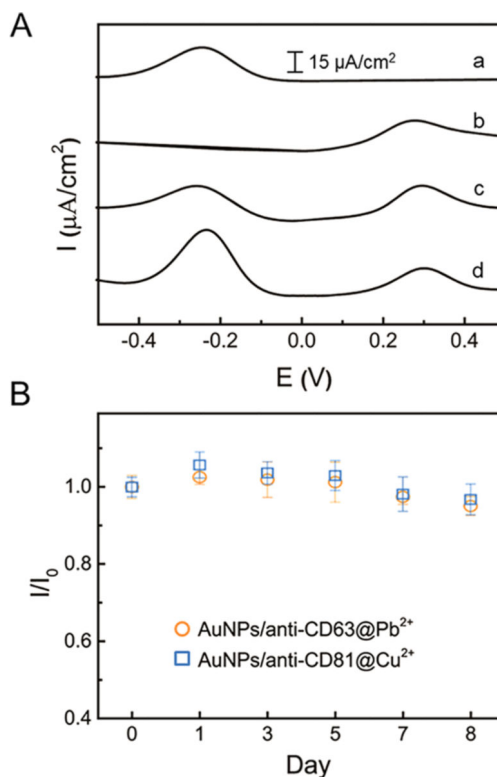 A
15 μA/cm²
a
b
c
d
I (μA/cm²)
-0.4 -0.2 0.0 0.2 0.4
E (V)
B
1.0
0.8
0.6
0.4
I/I₀
AuNPs/anti-CD63@Pb²⁺
AuNPs/anti-CD81@Cu²⁺
0 1 3 5 7 8
Day